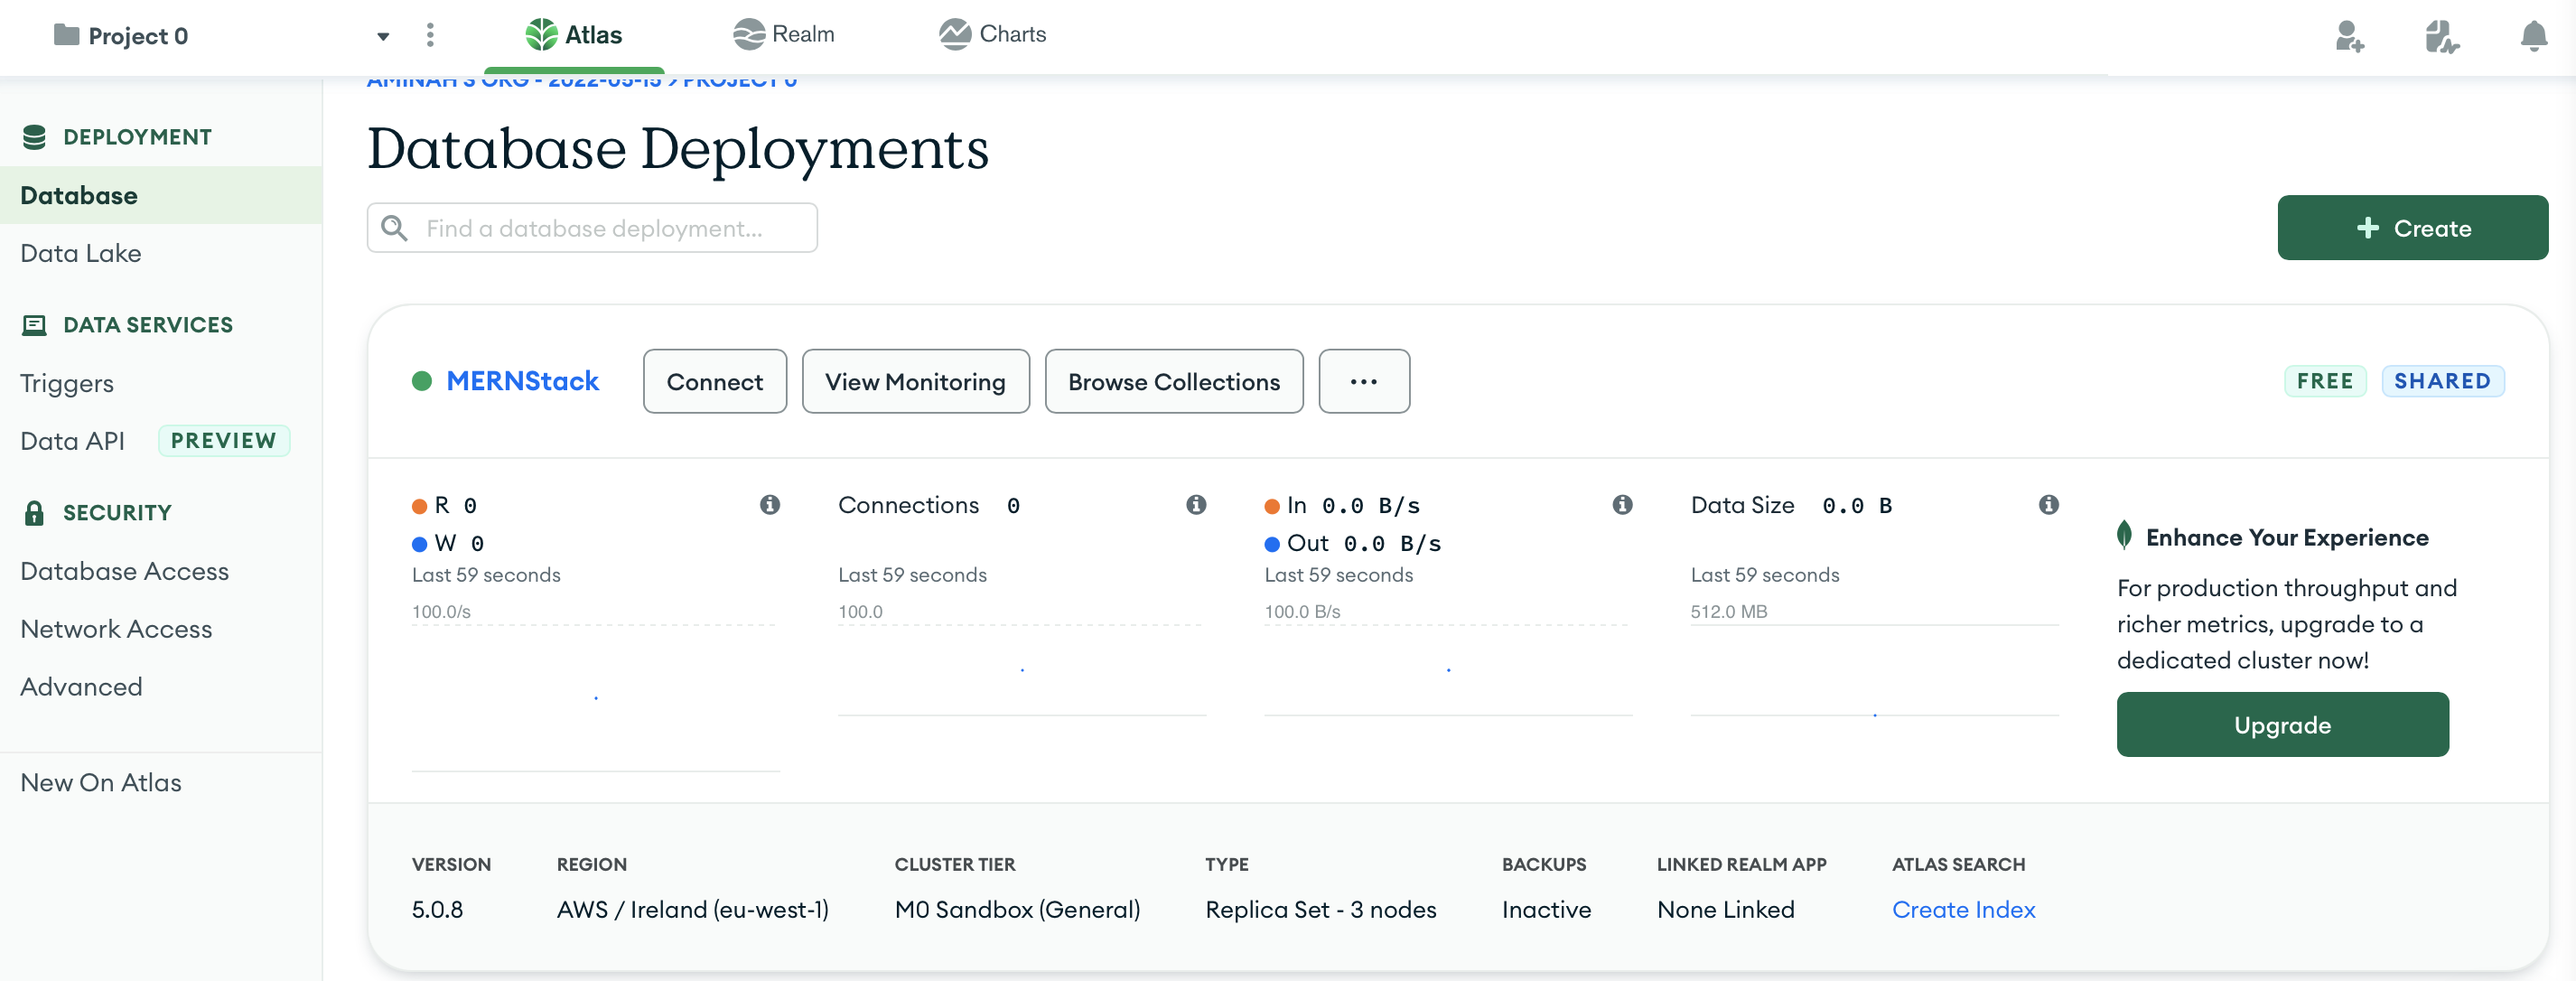 Project 0
Atlas
Realm
Charts
AMINAH'S ORG - 2022-05-15 > PROJECT 0
DEPLOYMENT
Database
Data Lake
DATA SERVICES
Triggers
Data API PREVIEW
SECURITY
Database Access
Network Access
Advanced
New On Atlas
Database Deployments
Find a database deployment...
+ Create
MERNStack
Connect
View Monitoring
Browse Collections
...
FREE SHARED
R 0
W 0
Last 59 seconds
100.0/s
Connections 0
Last 59 seconds
100.0
In 0.0 B/s
Out 0.0 B/s
Last 59 seconds
100.0 B/s
Data Size 0.0 B
Last 59 seconds
512.0 MB
Enhance Your Experience
For production throughput and
richer metrics, upgrade to a
dedicated cluster now!
Upgrade
VERSION
5.0.8
REGION
AWS / Ireland (eu-west-1)
CLUSTER TIER
M0 Sandbox (General)
TYPE
Replica Set - 3 nodes
BACKUPS
Inactive
LINKED REALM APP
None Linked
ATLAS SEARCH
Create Index